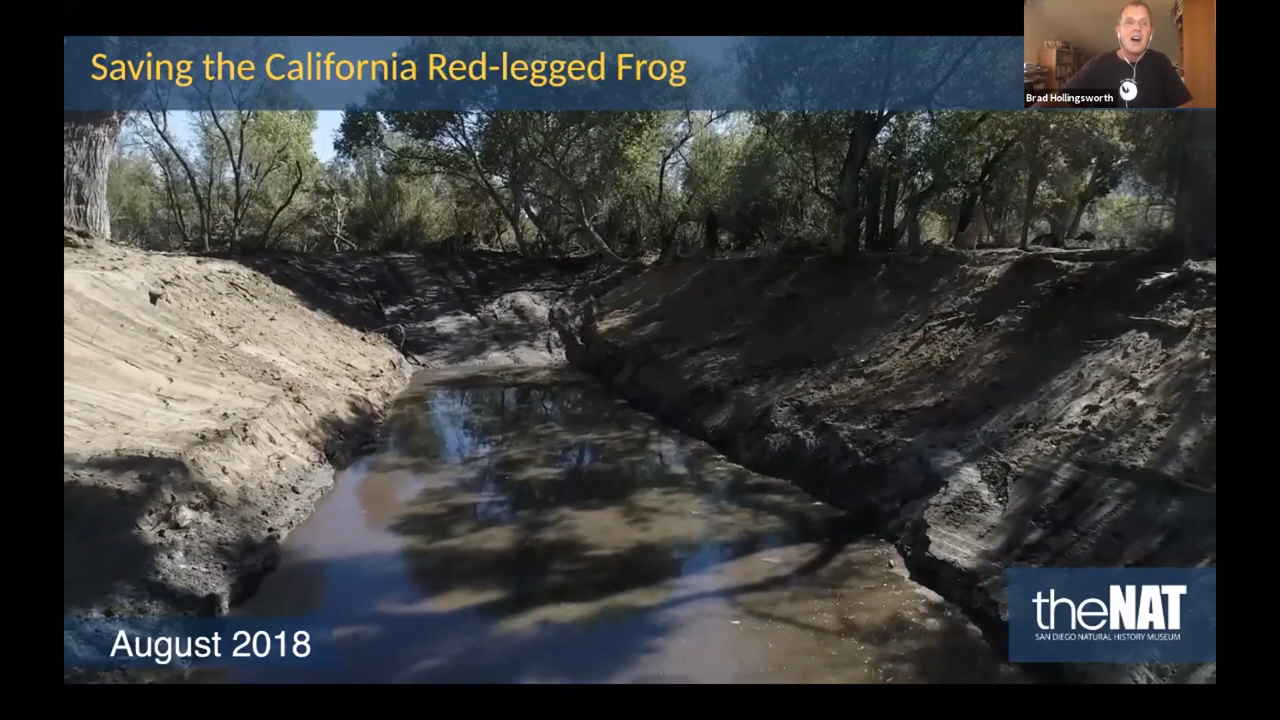 Saving the California Red-legged Frog
Brad Hollingsworth
August 2018
theNAT
SAN DIEGO NATURAL HISTORY MUSEUM